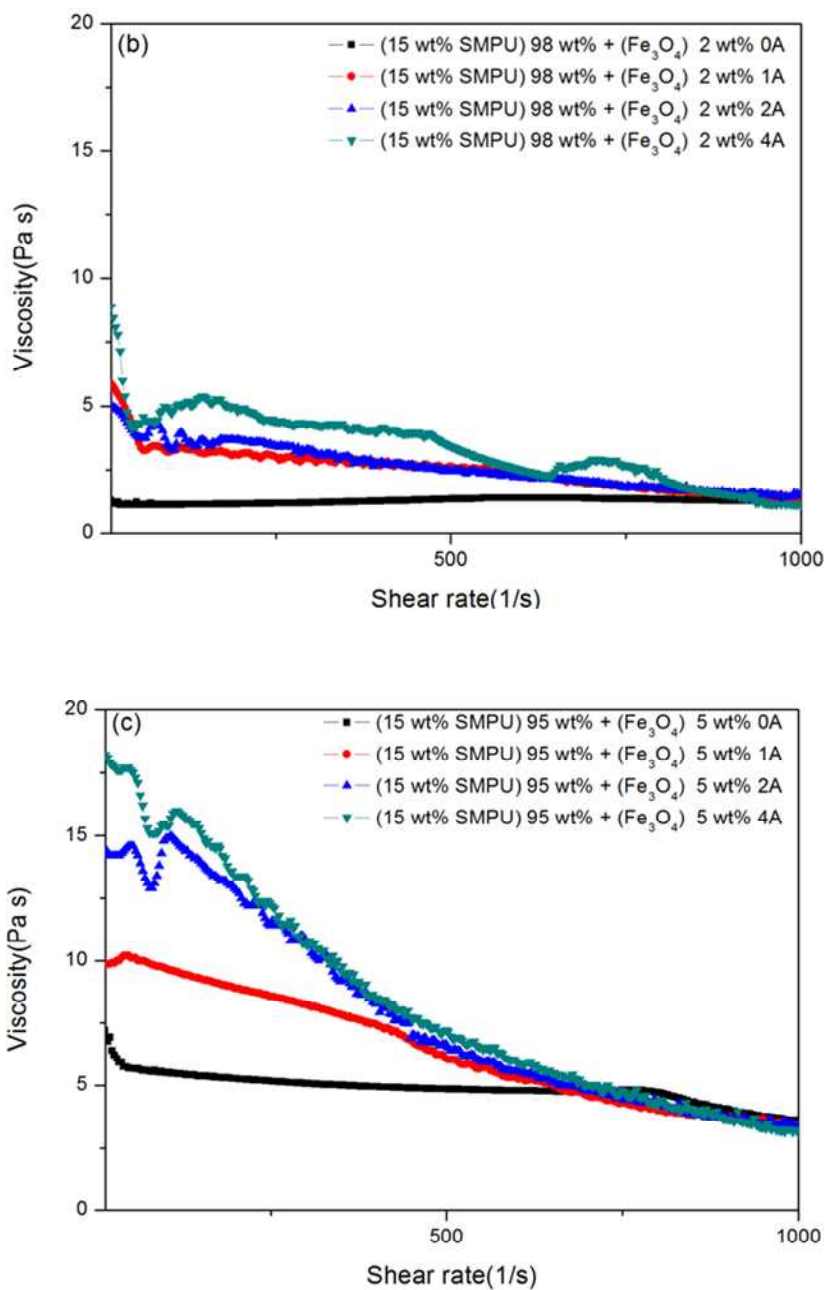 (b)
(15 wt% SMPU) 98 wt% + (Fe₃O₄) 2 wt% 0A
(15 wt% SMPU) 98 wt% + (Fe₃O₄) 2 wt% 1A
(15 wt% SMPU) 98 wt% + (Fe₃O₄) 2 wt% 2A
(15 wt% SMPU) 98 wt% + (Fe₃O₄) 2 wt% 4A
20
15
10
5
0
Viscosity(Pa s)
500
1000
Shear rate(1/s)
(c)
(15 wt% SMPU) 95 wt% + (Fe₃O₄) 5 wt% 0A
(15 wt% SMPU) 95 wt% + (Fe₃O₄) 5 wt% 1A
(15 wt% SMPU) 95 wt% + (Fe₃O₄) 5 wt% 2A
(15 wt% SMPU) 95 wt% + (Fe₃O₄) 5 wt% 4A
20
15
10
5
0
Viscosity(Pa s)
500
1000
Shear rate(1/s)